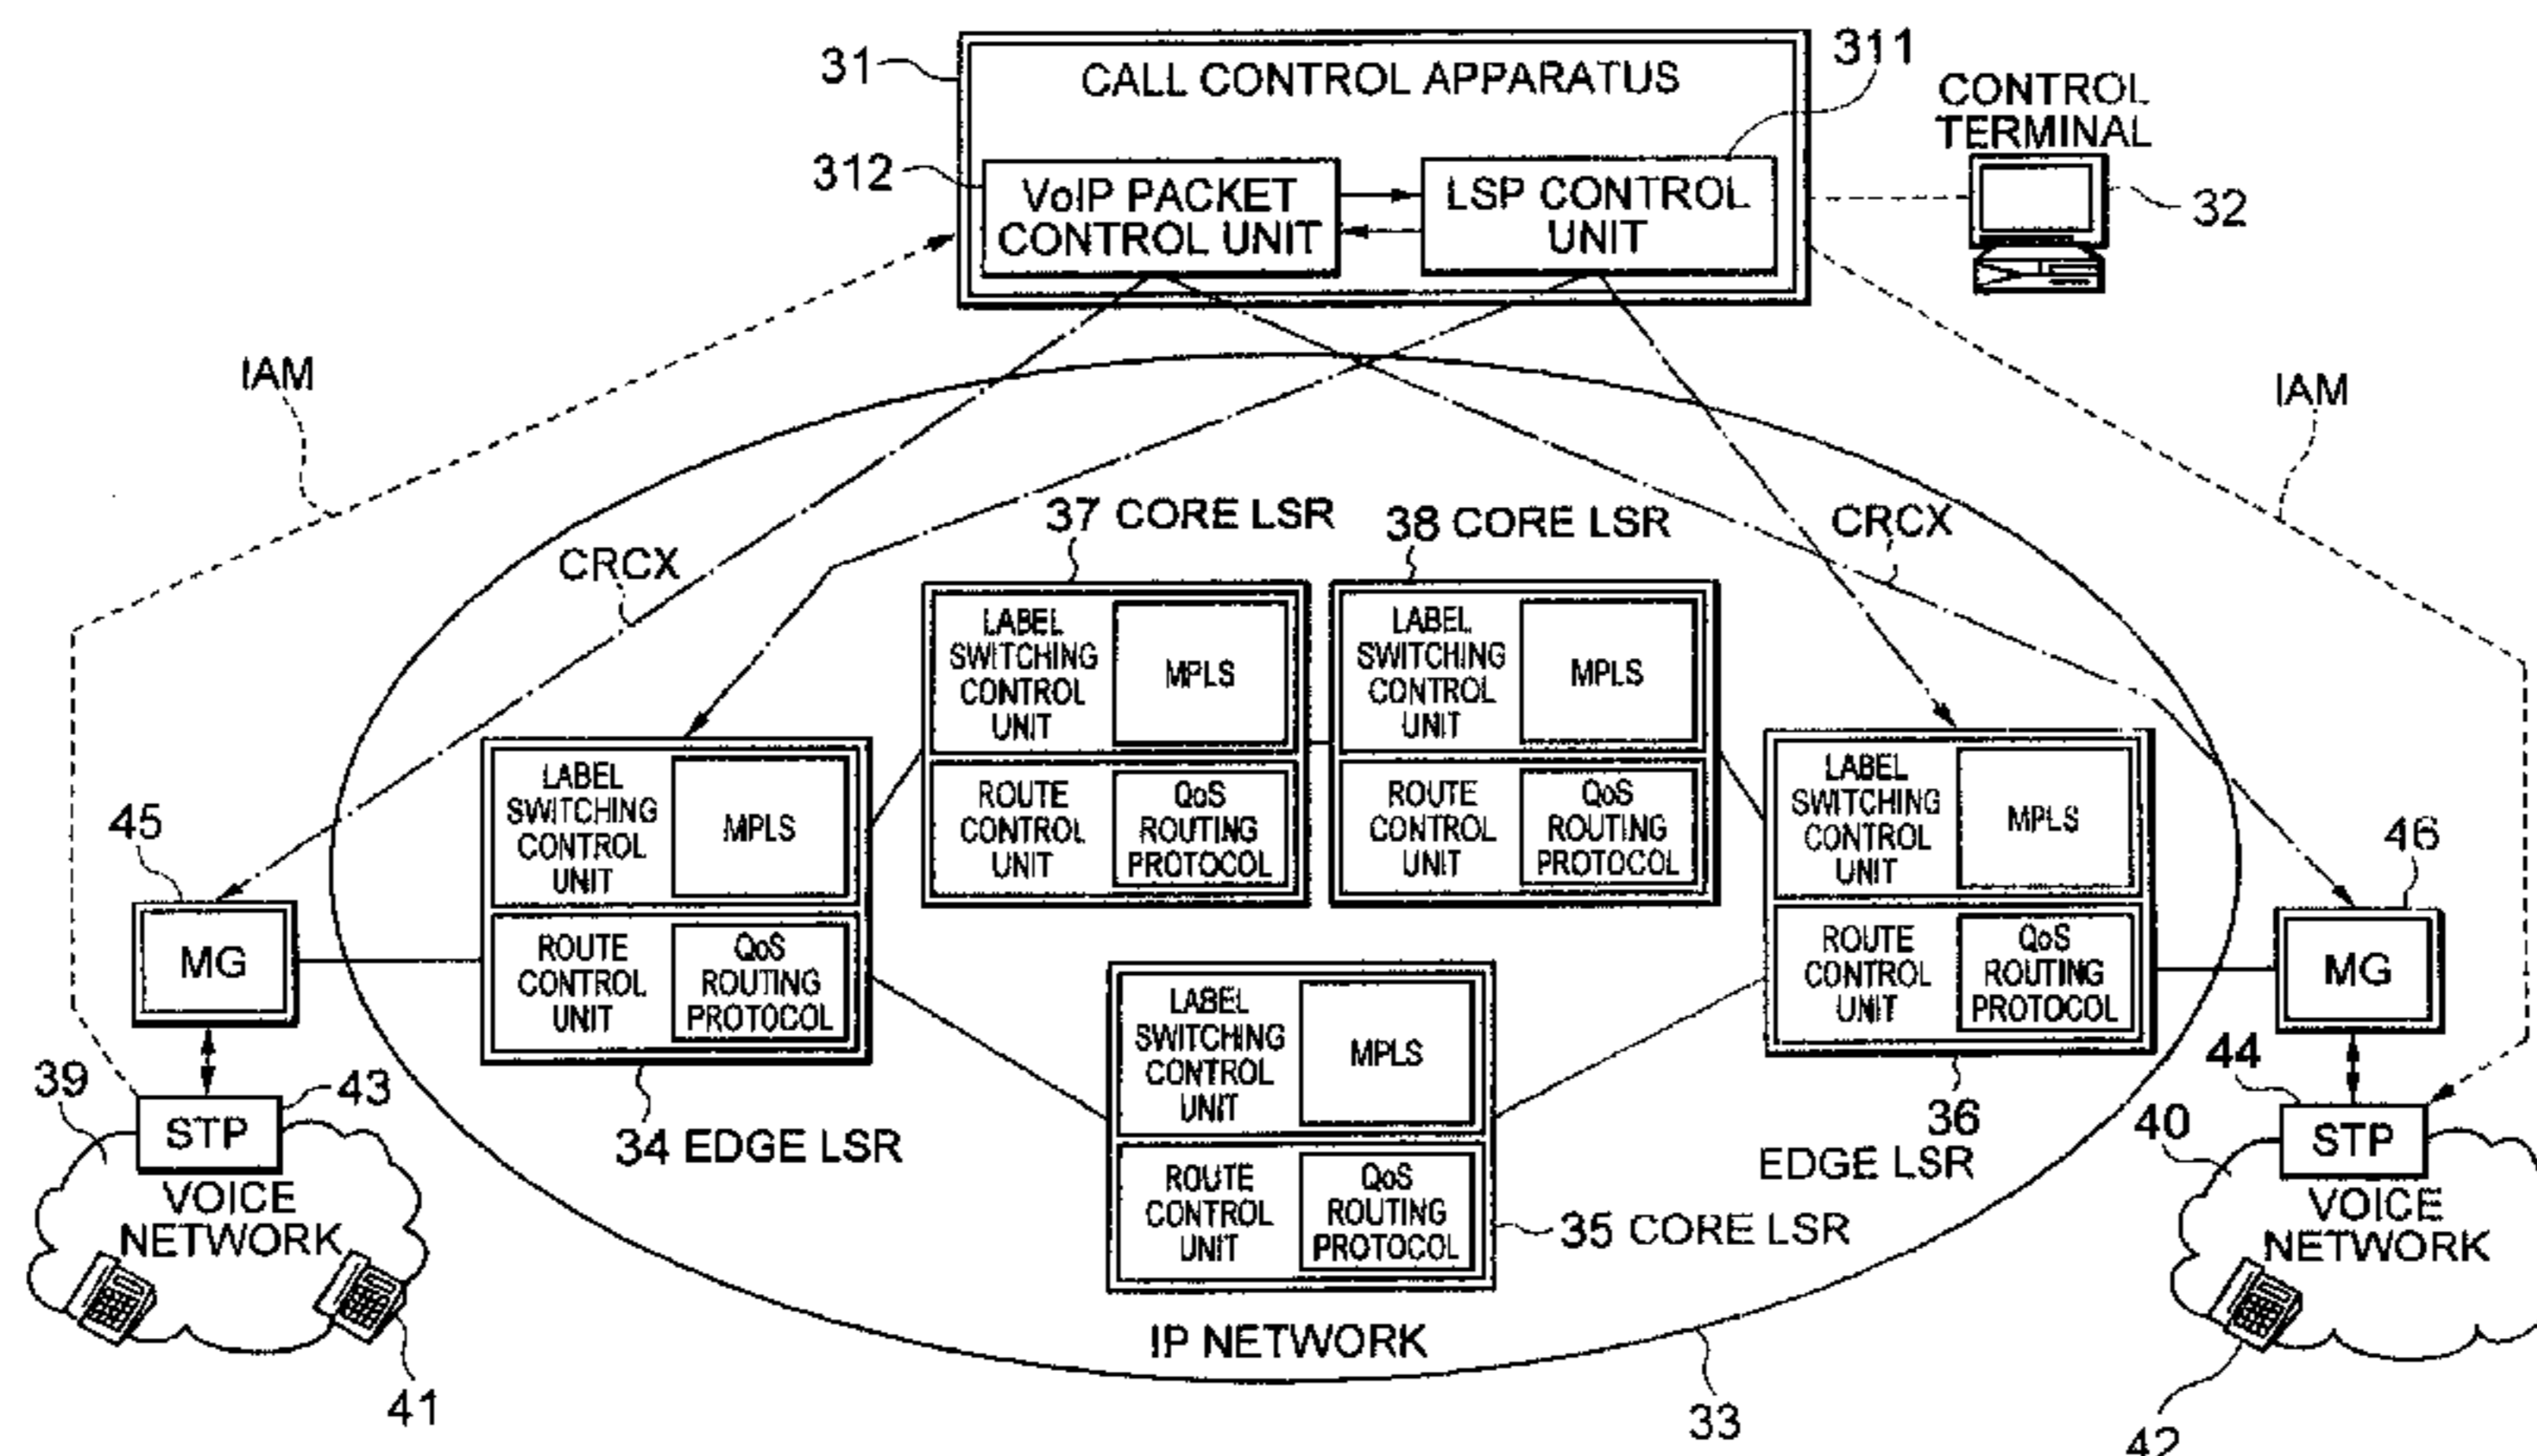 31
CALL CONTROL APPARATUS
311
CONTROL
TERMINAL
312
VoIP PACKET
CONTROL UNIT
LSP CONTROL
UNIT
32
IAM
IAM
CRCX
37 CORE LSR
38 CORE LSR
CRCX
LABEL
SWITCHING
CONTROL
UNIT
MPLS
ROUTE
CONTROL
UNIT
QoS
ROUTING
PROTOCOL
LABEL
SWITCHING
CONTROL
UNIT
MPLS
ROUTE
CONTROL
UNIT
QoS
ROUTING
PROTOCOL
45
MG
LABEL
SWITCHING
CONTROL
UNIT
MPLS
ROUTE
CONTROL
UNIT
QoS
ROUTING
PROTOCOL
34 EDGE LSR
LABEL
SWITCHING
CONTROL
UNIT
MPLS
ROUTE
CONTROL
UNIT
QoS
ROUTING
PROTOCOL
36
EDGE LSR
46
MG
LABEL
SWITCHING
CONTROL
UNIT
MPLS
ROUTE
CONTROL
UNIT
QoS
ROUTING
PROTOCOL
35 CORE LSR
39
43
STP
VOICE
NETWORK
41
44
40
STP
VOICE
NETWORK
42
IP NETWORK
33